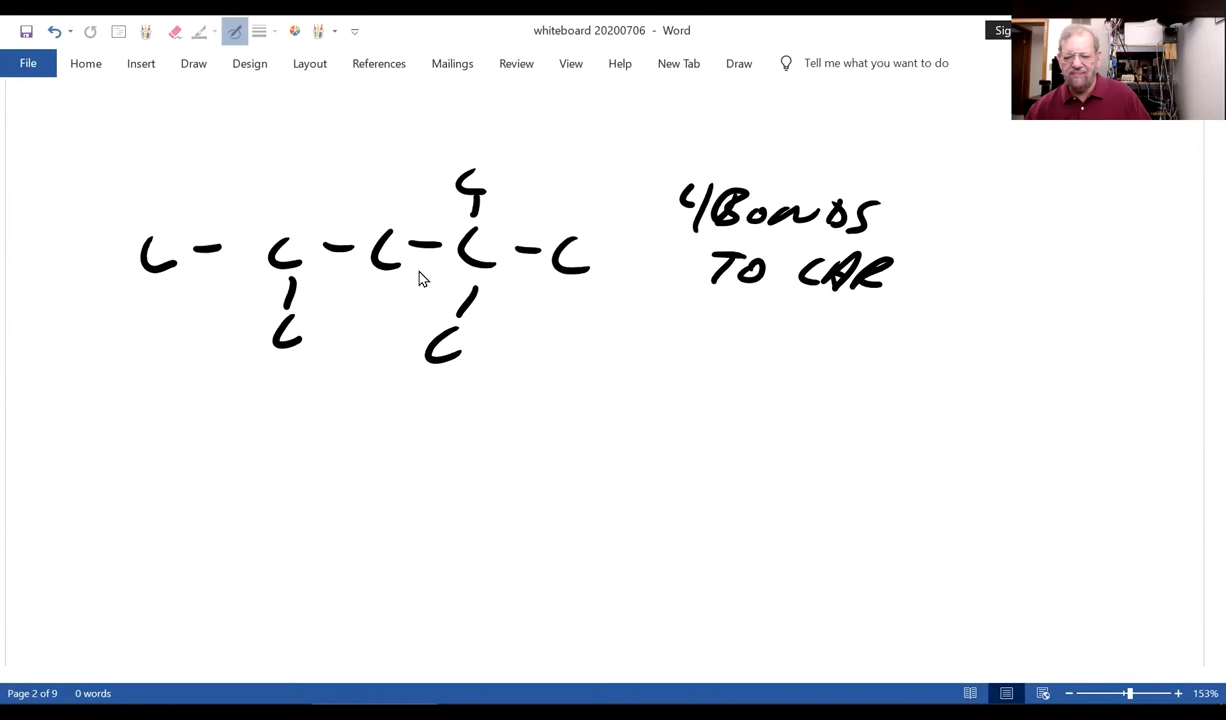 whiteboard 20200706 - Word
Sig
File Home Insert Draw Design Layout References Mailings Review View Help New Tab Draw Tell me what you want to do
C
C - C - C - C - C
C C
4 BONDS
TO CAR
Page 2 of 9 0 words 153%